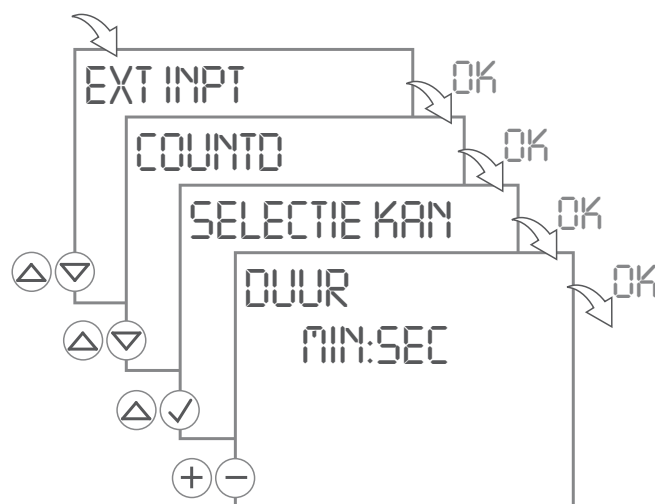 EXT INPT
OK
COUNTD
OK
SELECTIE KAN
OK
DUUR
OK
MIN:SEC